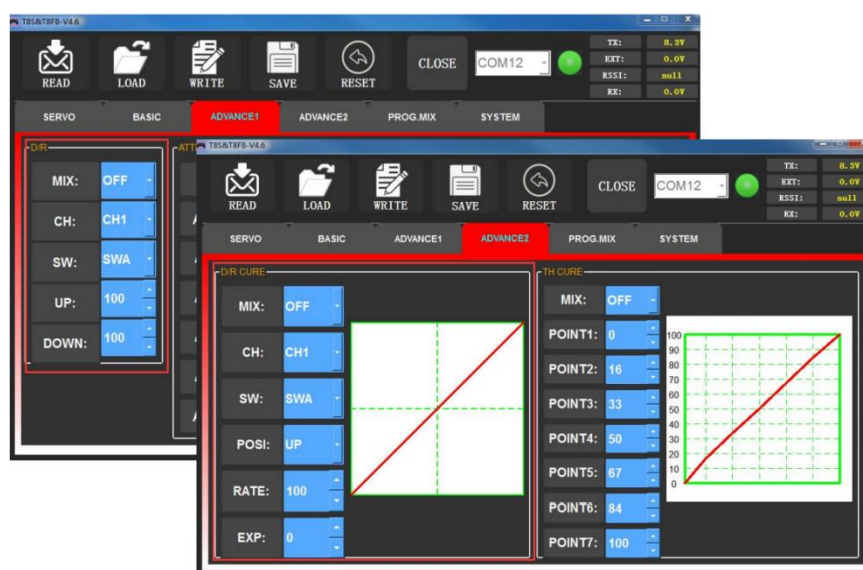 T8S&T8FB-V4.6
READ LOAD WRITE SAVE RESET CLOSE COM12
TX: 8.3V
EXT: 0.0V
RSSI: null
RX: 0.0V
SERVO BASIC ADVANCE1 ADVANCE2 PROG.MIX SYSTEM
D/R
MIX: OFF
CH: CH1
SW: SWA
UP: 100
DOWN: 100
T8S&T8FB-V4.6
READ LOAD WRITE SAVE RESET CLOSE COM12
TX: 8.3V
EXT: 0.0V
RSSI: null
RX: 0.0V
SERVO BASIC ADVANCE1 ADVANCE2 PROG.MIX SYSTEM
D/R CURE
MIX: OFF
CH: CH1
SW: SWA
POSI: UP
RATE: 100
EXP: 0
TH CURE
MIX: OFF
POINT1: 0
POINT2: 16
POINT3: 33
POINT4: 50
POINT5: 67
POINT6: 84
POINT7: 100
100
90
80
70
60
50
40
30
20
10
0